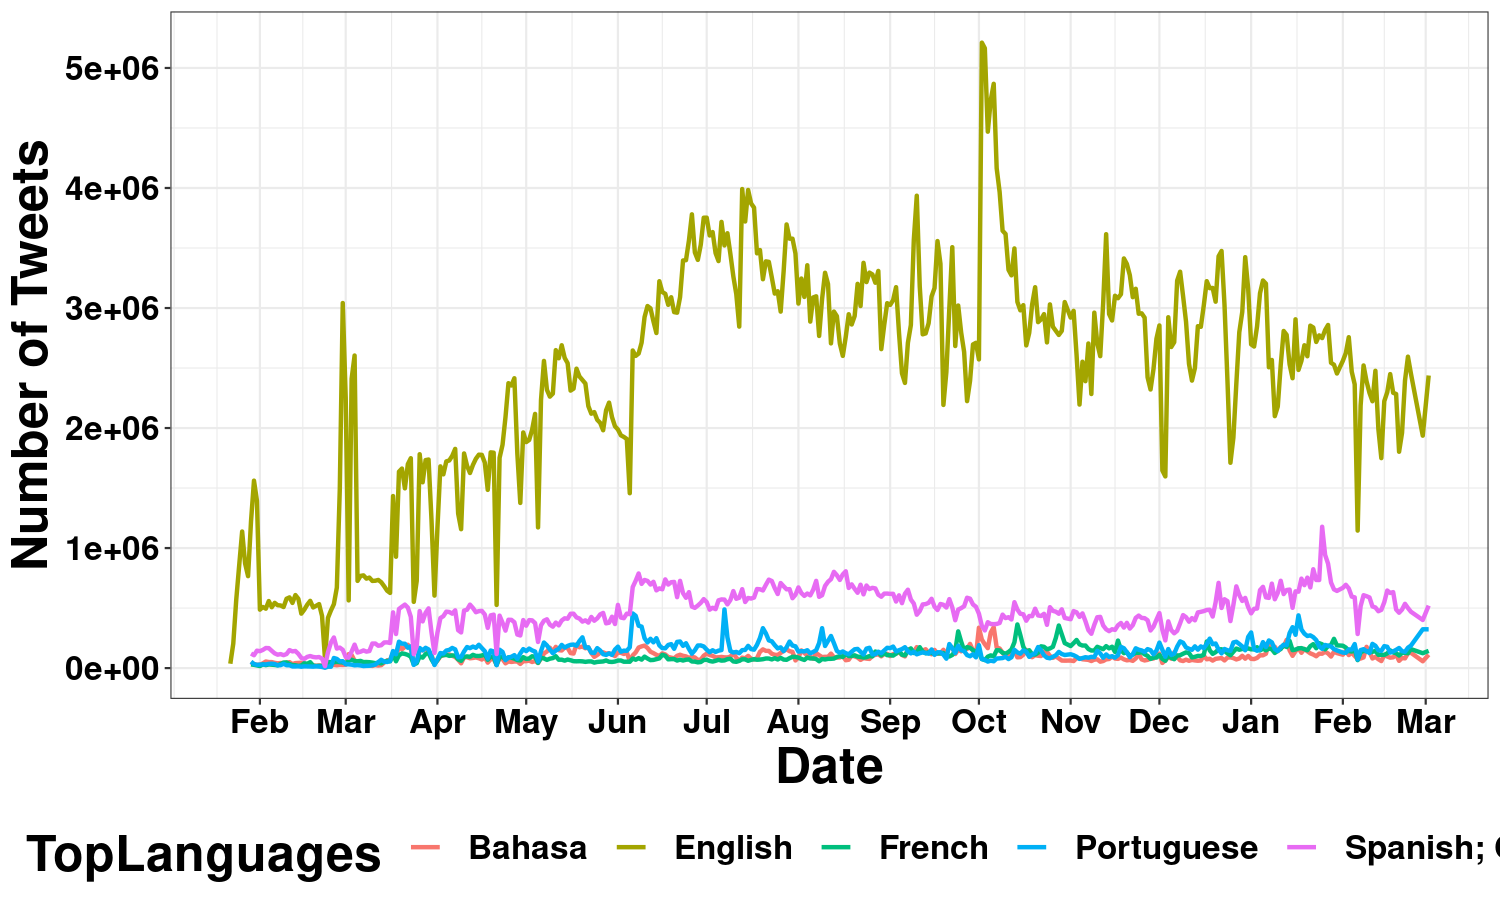 Number of Tweets
5e+06
4e+06
3e+06
2e+06
1e+06
0e+00
Feb Mar Apr May Jun Jul Aug Sep Oct Nov Dec Jan Feb Mar
Date
TopLanguages Bahasa English French Portuguese Spanish;